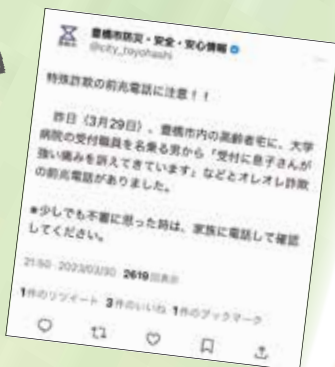 豊橋市防災・安全・安心情報
@city_toyohashi
特殊詐欺の前兆電話に注意！！
昨日（3月29日）、豊橋市内の高齢者宅に、大学
病院の受付職員を名乗る男から「受付に息子さんが
強い痛みを訴えてきています」などとオレオレ詐欺
の前兆電話がありました。
*少しでも不審に思った時は、家族に電話して確認
してください。
21:50・2023/03/30 2619回表示
1件のリツイート 3件のいいね 1件のブックマーク